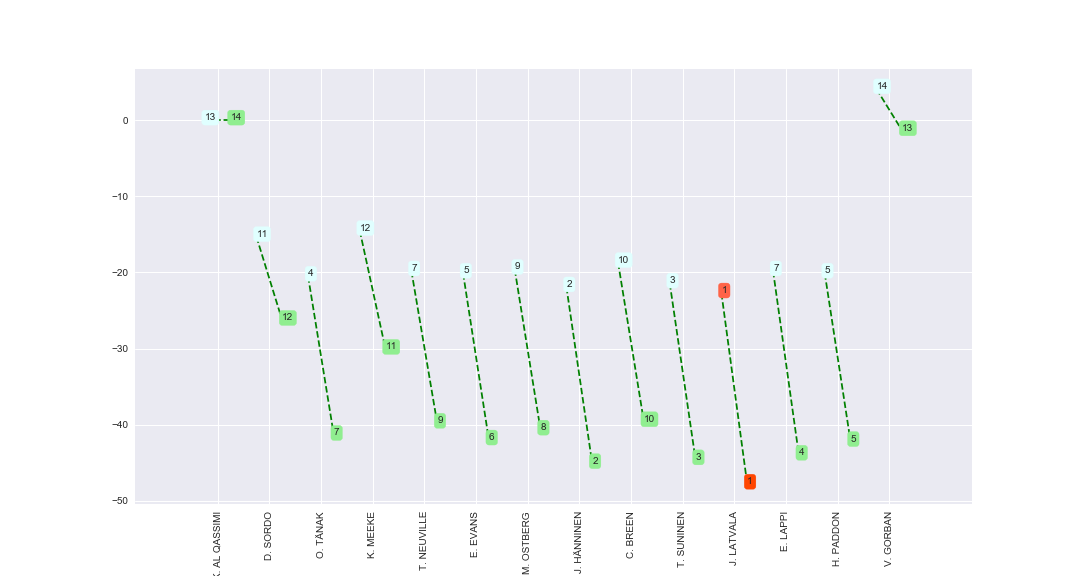 14
13 14
0
13
-10
12
11
-20
10
7 5 9 4 2 3 1 7 5
12
-30
11
-40
10
9 8 7 6 5 4 3 2
1
-50
. AL QASSIMI
D. SORDO
O. TÄNAK
K. MEEKE
T. NEUVILLE
E. EVANS
M. OSTBERG
J. HÄNNINEN
C. BREEN
T. SUNINEN
J. LATVALA
E. LAPPI
H. PADDON
V. GORBAN